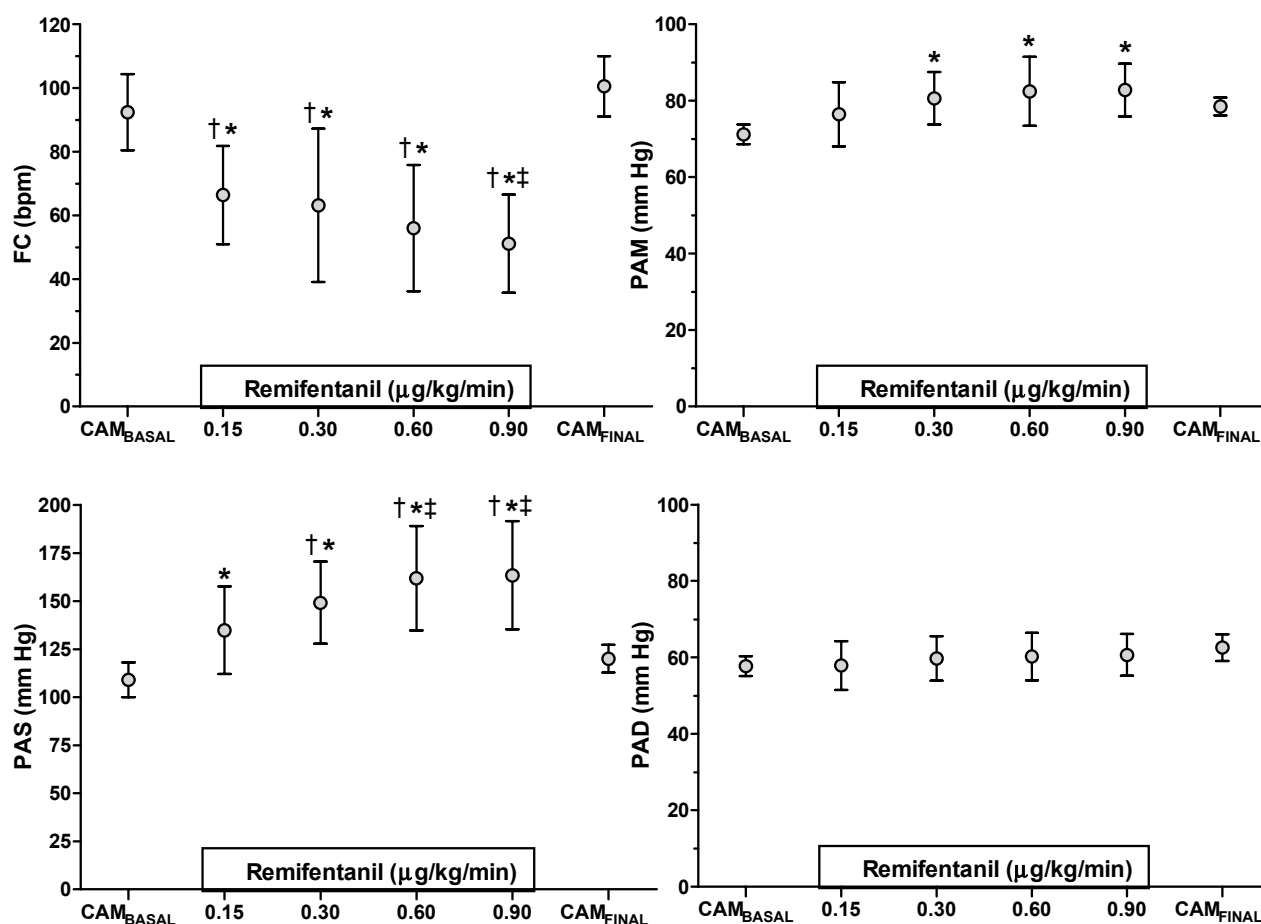 FC (bpm)
120
100
80
60
40
20
0
†* †* †* †*‡
Remifentanil (μg/kg/min)
CAMBASAL 0.15 0.30 0.60 0.90 CAMFINAL
PAM (mm Hg)
100
80
60
40
20
0
* * *
Remifentanil (μg/kg/min)
CAMBASAL 0.15 0.30 0.60 0.90 CAMFINAL
PAS (mm Hg)
200
175
150
125
100
75
50
25
0
* †* †*‡ †*‡
Remifentanil (μg/kg/min)
CAMBASAL 0.15 0.30 0.60 0.90 CAMFINAL
PAD (mm Hg)
100
80
60
40
20
0
Remifentanil (μg/kg/min)
CAMBASAL 0.15 0.30 0.60 0.90 CAMFINAL